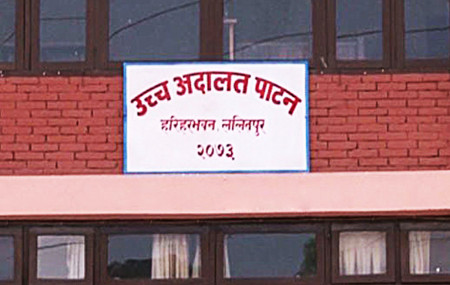 उच्च अदालत पाटन
हरिहरभवन, ललितपुर
२०७३